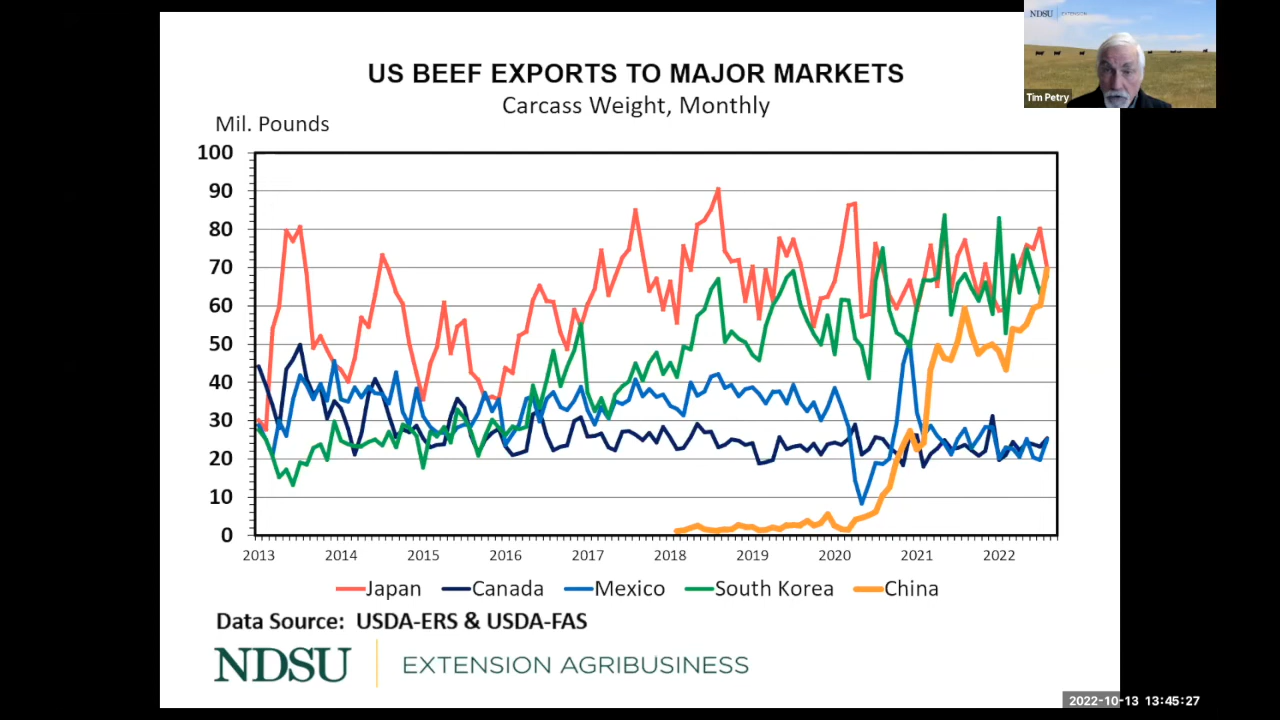 NDSU EXTENSION
Tim Petry
US BEEF EXPORTS TO MAJOR MARKETS
Carcass Weight, Monthly
Mil. Pounds
100
90
80
70
60
50
40
30
20
10
0
2013 2014 2015 2016 2017 2018 2019 2020 2021 2022
Japan Canada Mexico South Korea China
Data Source: USDA-ERS & USDA-FAS
NDSU EXTENSION AGRIBUSINESS
2022-10-13 13:45:27